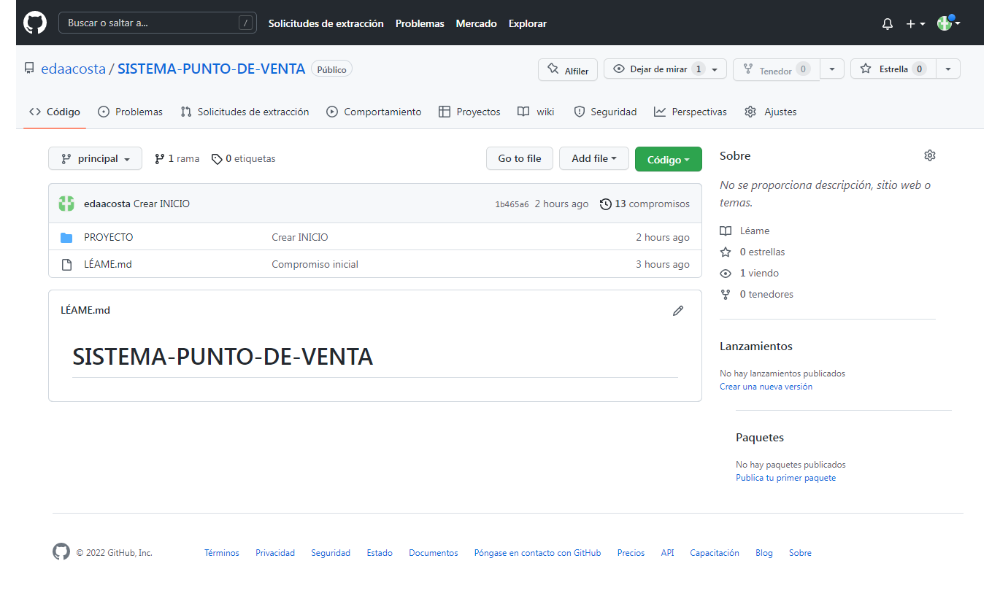 Buscar o saltar a... /
Solicitudes de extracción Problemas Mercado Explorar
edaacosta / SISTEMA-PUNTO-DE-VENTA Público
Alfiler Dejar de mirar 1 Tenedor 0 Estrella 0
Código Problemas Solicitudes de extracción Comportamiento Proyectos wiki Seguridad Perspectivas Ajustes
principal 1 rama 0 etiquetas
Go to file Add file Código
edaacosta Crear INICIO 1b465a6 2 hours ago 13 compromisos
PROYECTO Crear INICIO 2 hours ago
LÉAME.md Compromiso inicial 3 hours ago
LÉAME.md
SISTEMA-PUNTO-DE-VENTA
Sobre
No se proporciona descripción, sitio web o
temas.
Léame
0 estrellas
1 viendo
0 tenedores
Lanzamientos
No hay lanzamientos publicados
Crear una nueva versión
Paquetes
No hay paquetes publicados
Publica tu primer paquete
© 2022 GitHub, Inc. Términos Privacidad Seguridad Estado Documentos Póngase en contacto con GitHub Precios API Capacitación Blog Sobre